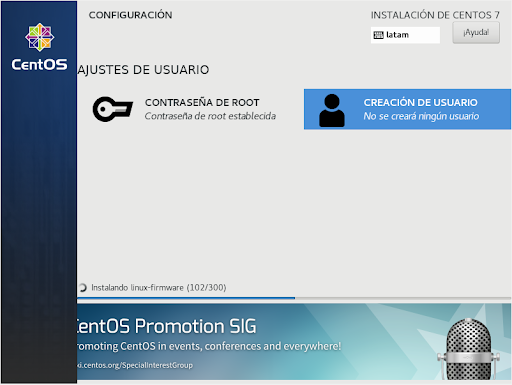 CONFIGURACIÓN
INSTALACIÓN DE CENTOS 7
latam
¡Ayuda!
CentOS
AJUSTES DE USUARIO
CONTRASEÑA DE ROOT
Contraseña de root establecida
CREACIÓN DE USUARIO
No se creará ningún usuario
Instalando linux-firmware (102/300)
CentOS Promotion SIG
romoting CentOS in events, conferences and everywhere!
ki.centos.org/SpecialInterestGroup